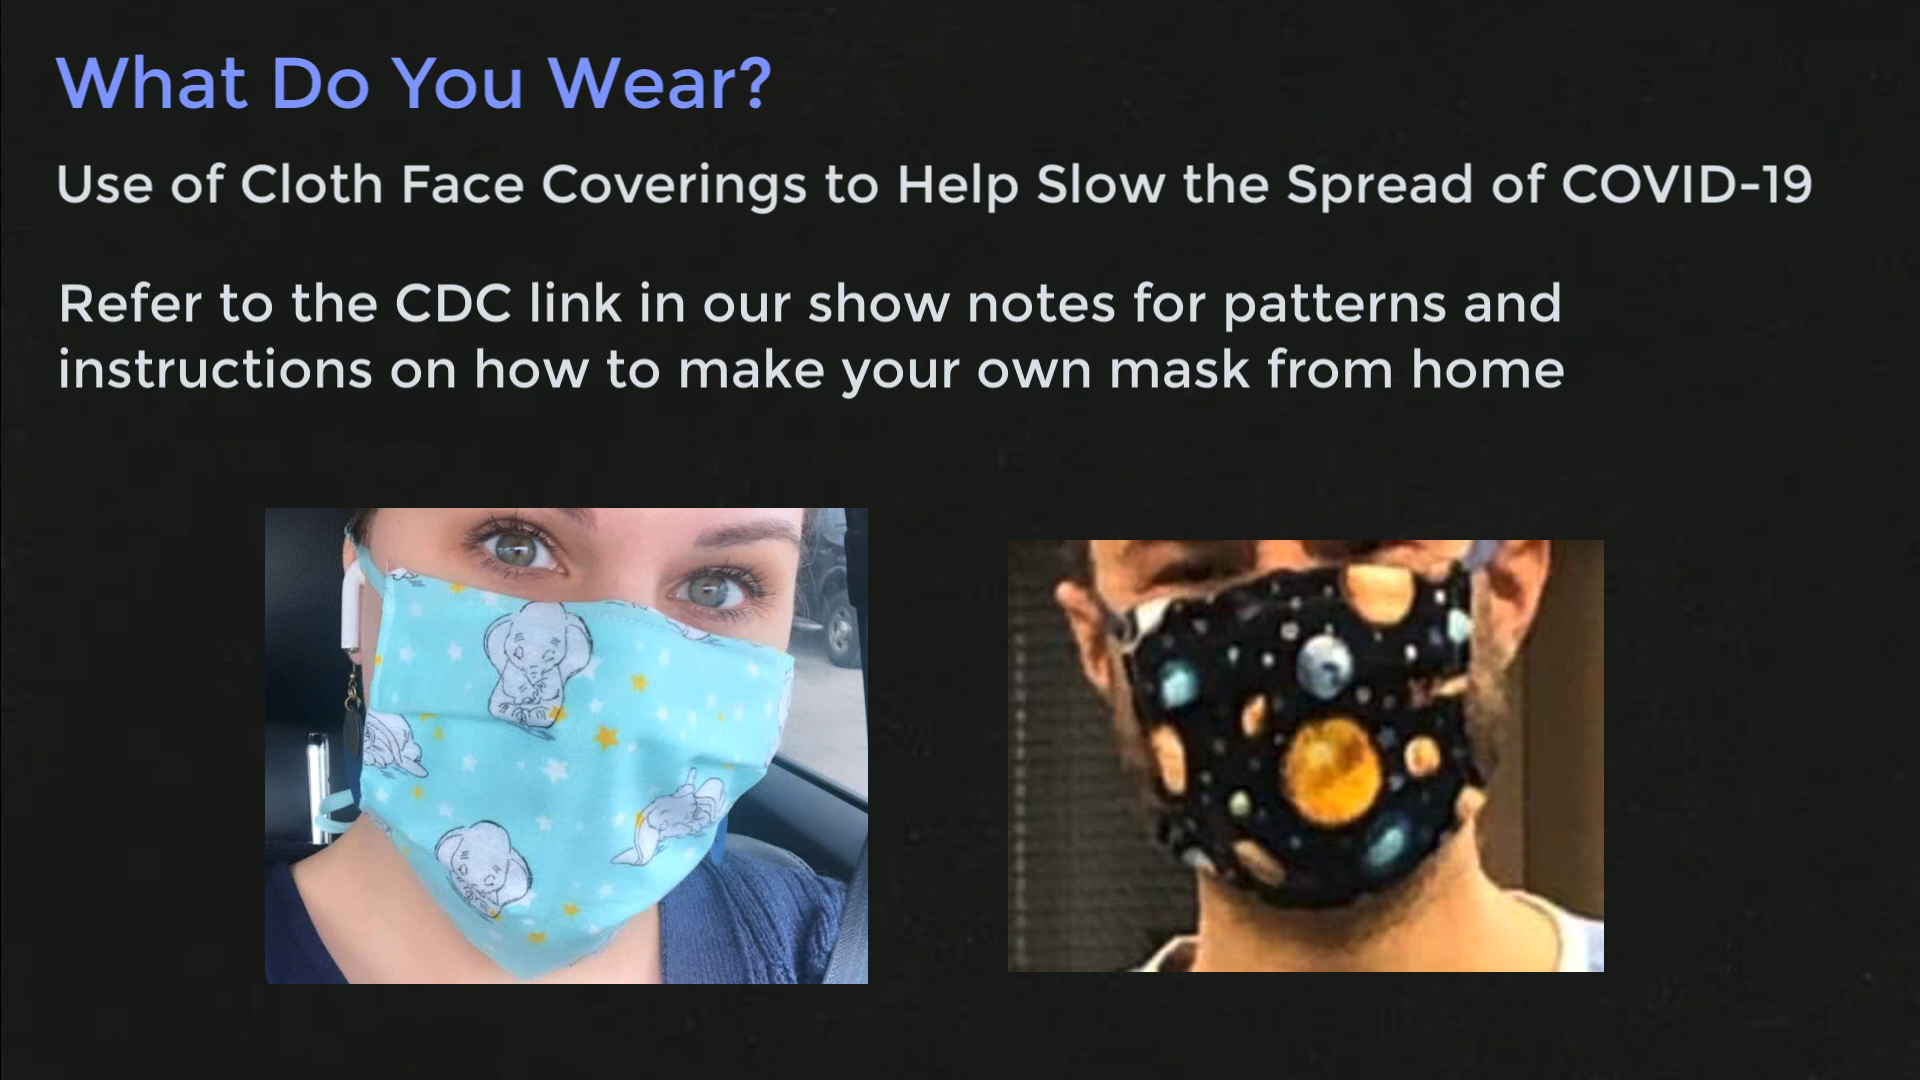 What Do You Wear?
Use of Cloth Face Coverings to Help Slow the Spread of COVID-19
Refer to the CDC link in our show notes for patterns and
instructions on how to make your own mask from home